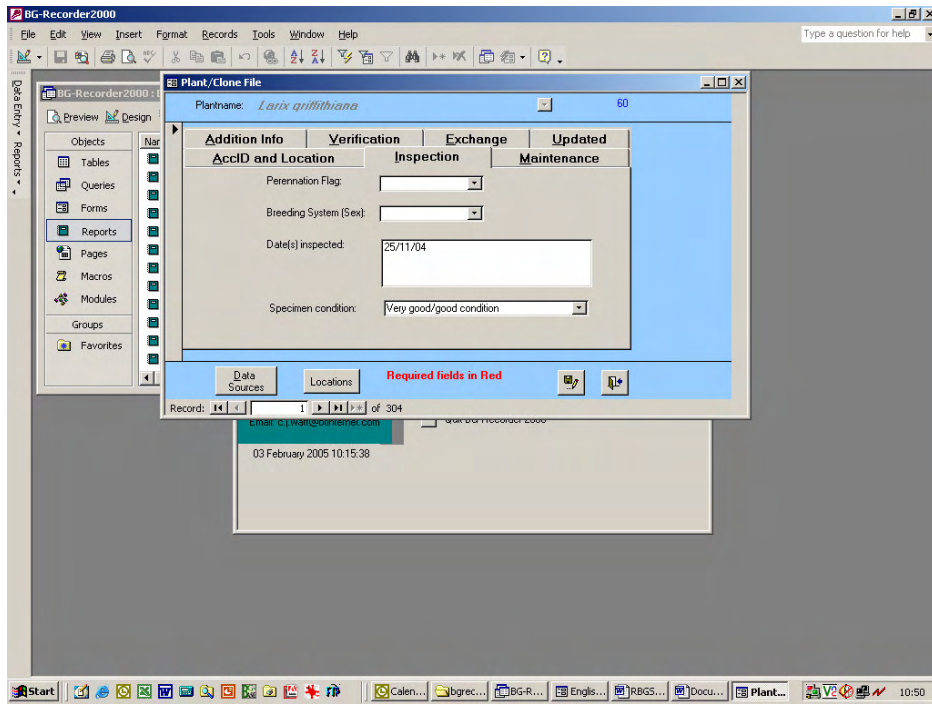 BG-Recorder2000
File Edit View Insert Format Records Tools Window Help
Type a question for help
Data Entry Reports
BG-Recorder2000 : D
Preview Design
Objects
Nar
Tables
Queries
Forms
Reports
Pages
Macros
Modules
Groups
Favorites
Plant/Clone File
Plantname: Larix griffithiana 60
Addition Info Verification Exchange Updated
AccID and Location Inspection Maintenance
Perennation Flag:
Breeding System (Sex):
Date(s) inspected: 25/11/04
Specimen condition: Very good/good condition
Data Sources
Locations
Required fields in Red
Record: 1 of 304
03 February 2005 10:15:38
Start
Calen... bgrec... BG-R... Englis... RBGS... Docu... Plant...
10:50